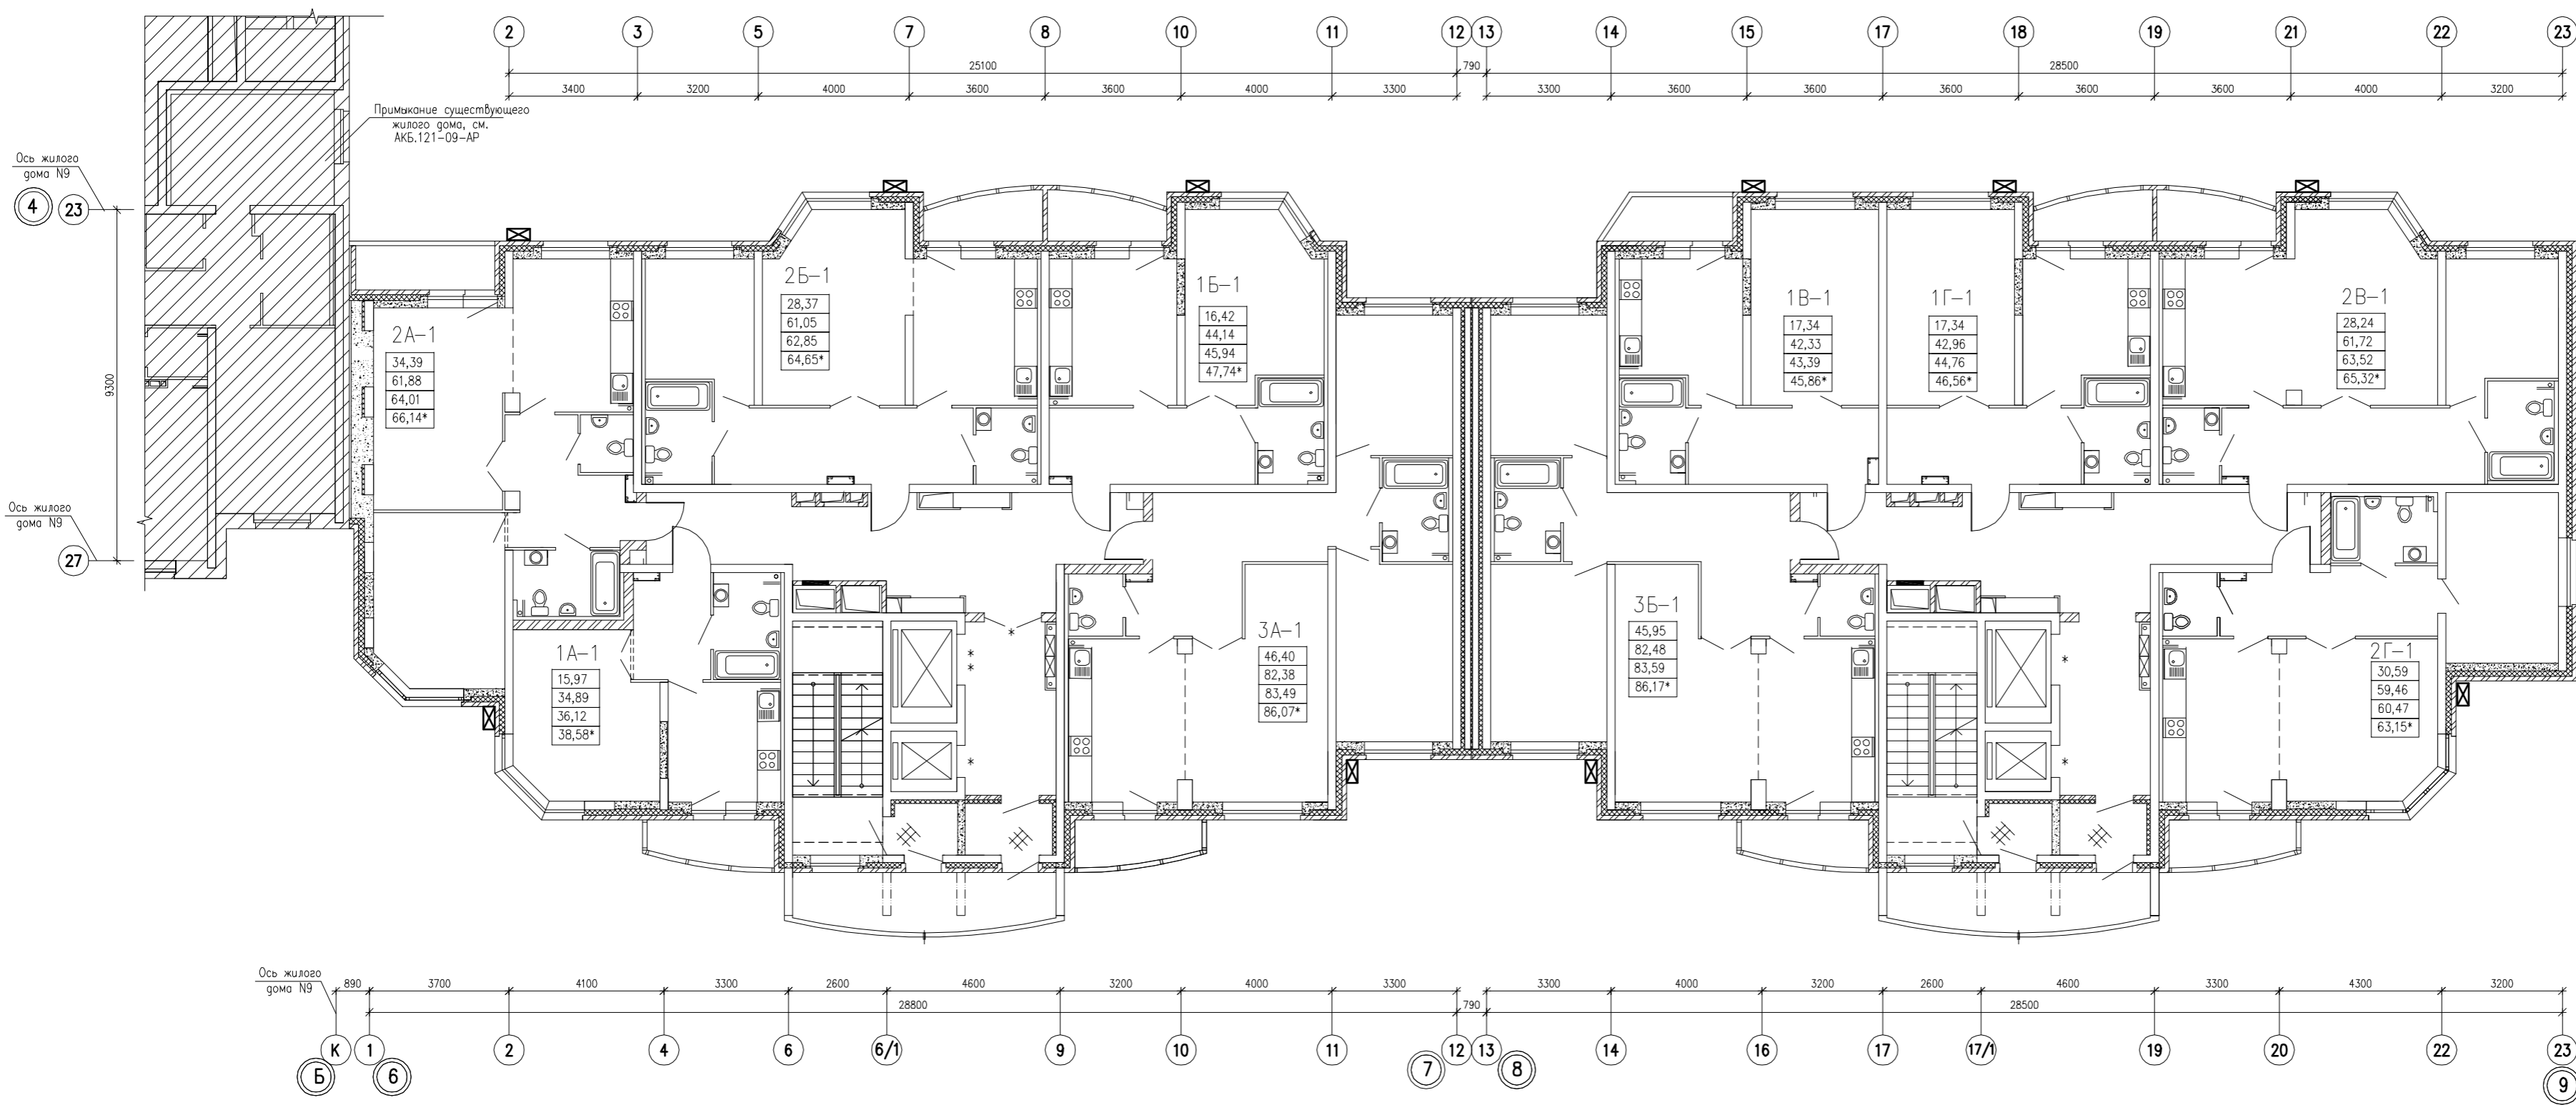 2 3 5 7 8 10 11 12 13 14 15 17 18 19 21 22 23
25100 790 28500
3400 3200 4000 3600 3600 4000 3300 3300 3600 3600 3600 3600 3600 4000 3200
Примыкание существующего
жилого дома, см.
АКБ.121-09-АР
Ось жилого
дома N9
4 23
9300
Ось жилого
дома N9
27
2А-1
34,39
61,88
64,01
66,14*
2Б-1
28,37
61,05
62,85
64,65*
1Б-1
16,42
44,14
45,94
47,74*
1В-1
17,34
42,33
43,39
45,86*
1Г-1
17,34
42,96
44,76
46,56*
2В-1
28,24
61,72
63,52
65,32*
1А-1
15,97
34,89
36,12
38,58*
*
*
*
*
3А-1
46,40
82,38
83,49
86,07*
3Б-1
45,95
82,48
83,59
86,17*
*
*
2Г-1
30,59
59,46
60,47
63,15*
Ось жилого
дома N9
890 3700 4100 3300 2600 4600 3200 4000 3300 3300 4000 3200 2600 4600 3300 4300 3200
28800 790 28500
К 1 2 4 6 6/1 9 10 11 12 13 14 16 17 17/1 19 20 22 23
Б 6 7 8 9